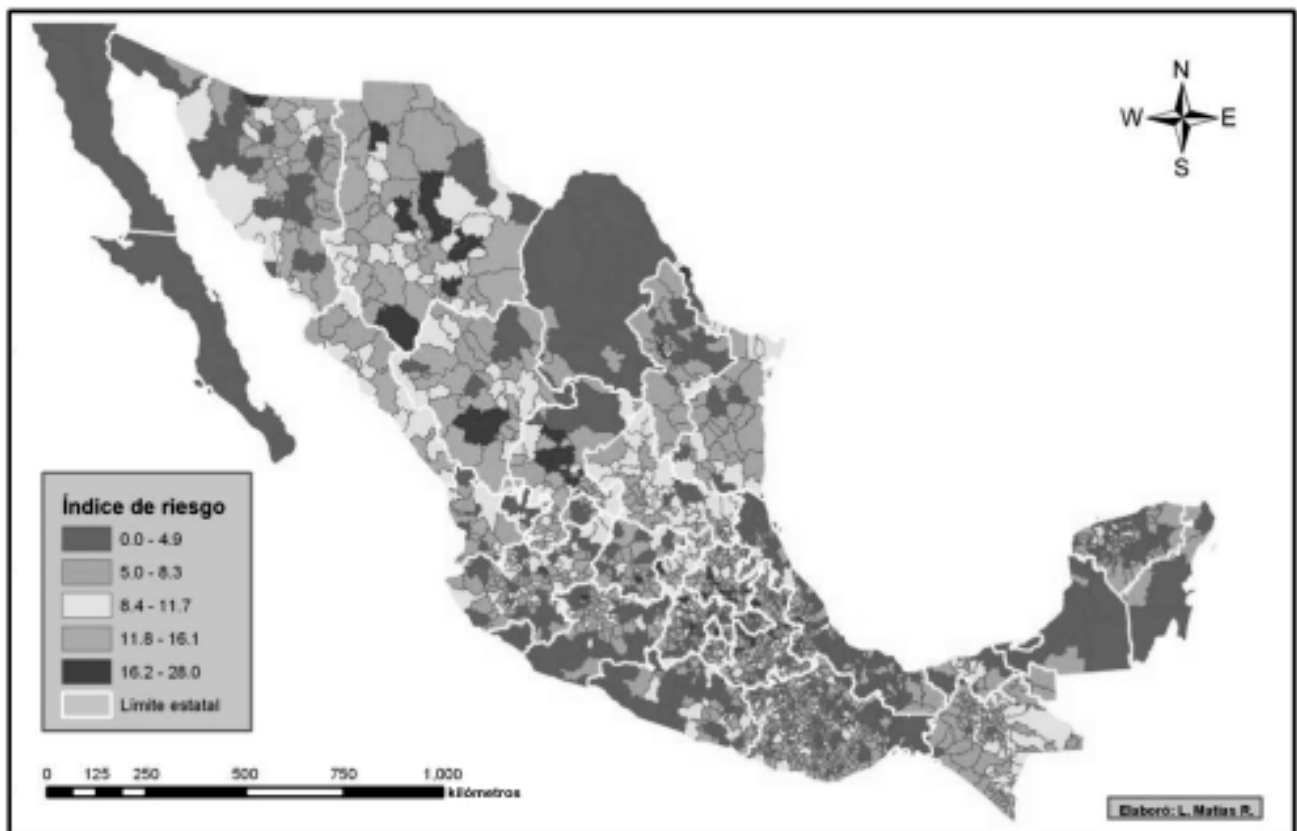 N
W E
S
Índice de riesgo
0.0 - 4.9
5.0 - 8.3
8.4 - 11.7
11.8 - 16.1
16.2 - 28.0
Límite estatal
0 125 250 500 750 1,000
kilómetros
Elaboró: L. Matías R.